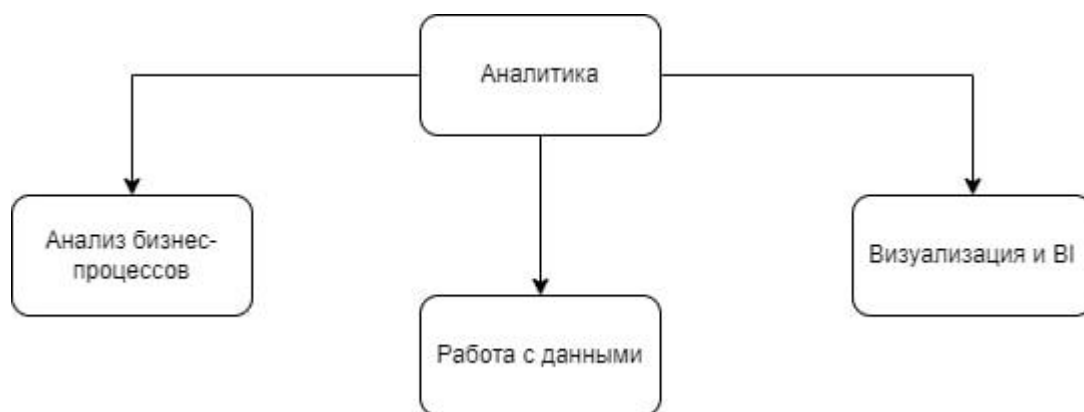 Аналитика
Анализ бизнес-
процессов
Визуализация и BI
Работа с данными